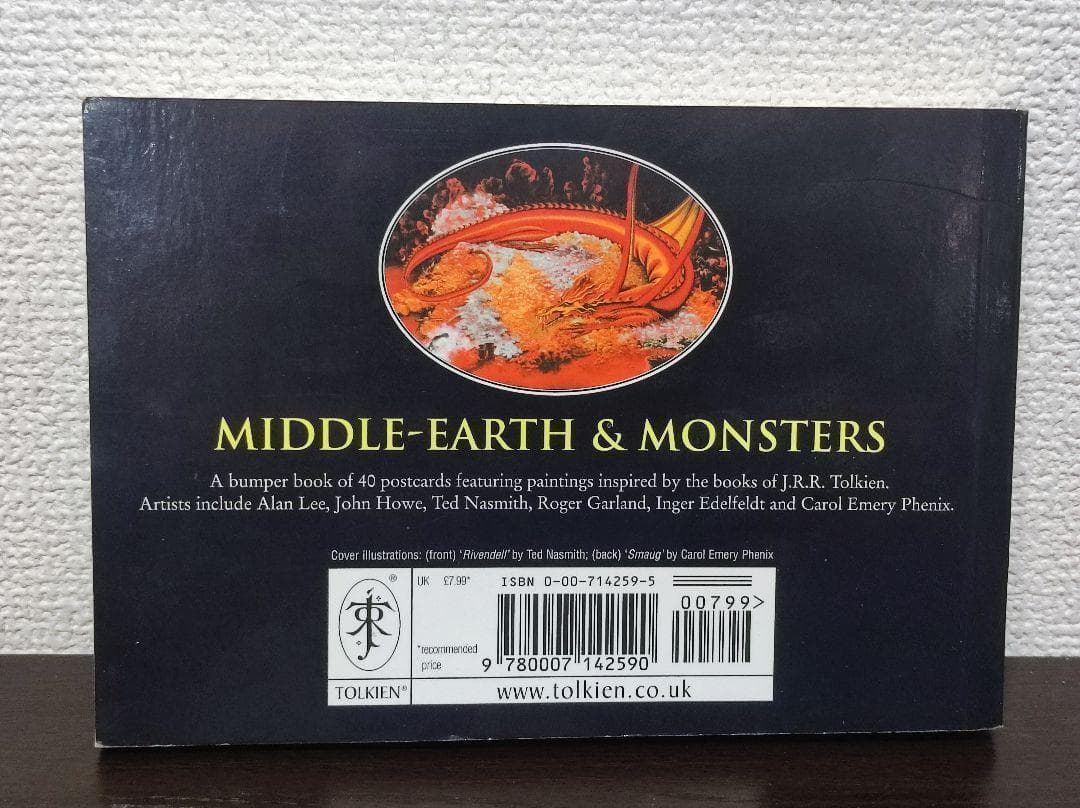 MIDDLE-EARTH & MONSTERS
A bumper book of 40 postcards featuring paintings inspired by the books of J.R.R. Tolkien.
Artists include Alan Lee, John Howe, Ted Nasmith, Roger Garland, Inger Edelfeldt and Carol Emery Phenix.
Cover illustrations: (front) 'Rivendell' by Ted Nasmith; (back) 'Smaug' by Carol Emery Phenix
®
TOLKIEN®
UK £7.99*
*recommended
price
ISBN 0-00-714259-5
00799>
9 780007 142590
www.tolkien.co.uk